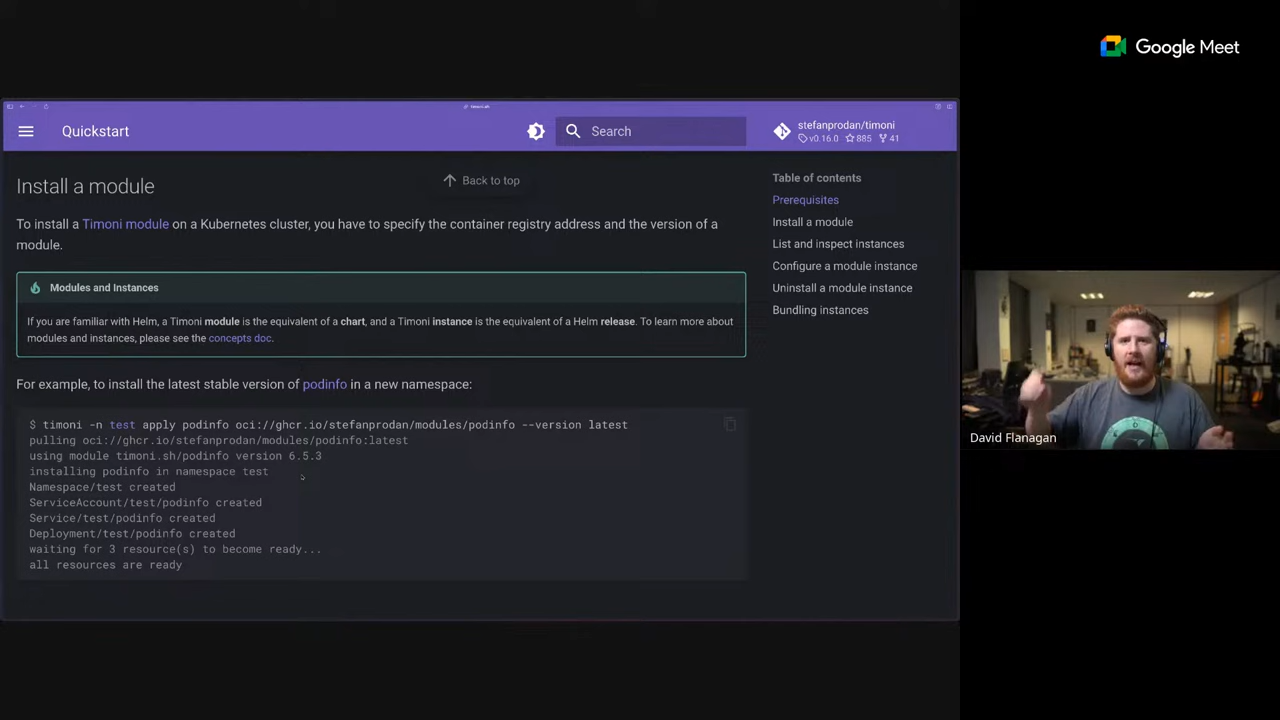 Google Meet
Quickstart
Search
stefanprodan/timoni
v0.16.0 885 41
Install a module
Back to top
To install a Timoni module on a Kubernetes cluster, you have to specify the container registry address and the version of a
module.
Modules and Instances
If you are familiar with Helm, a Timoni module is the equivalent of a chart, and a Timoni instance is the equivalent of a Helm release. To learn more about
modules and instances, please see the concepts doc.
For example, to install the latest stable version of podinfo in a new namespace:
$ timoni -n test apply podinfo oci://ghcr.io/stefanprodan/modules/podinfo --version latest
pulling oci://ghcr.io/stefanprodan/modules/podinfo:latest
using module timoni.sh/podinfo version 6.5.3
installing podinfo in namespace test
Namespace/test created
ServiceAccount/test/podinfo created
Service/test/podinfo created
Deployment/test/podinfo created
waiting for 3 resource(s) to become ready...
all resources are ready
Table of contents
Prerequisites
Install a module
List and inspect instances
Configure a module instance
Uninstall a module instance
Bundling instances
David Flanagan